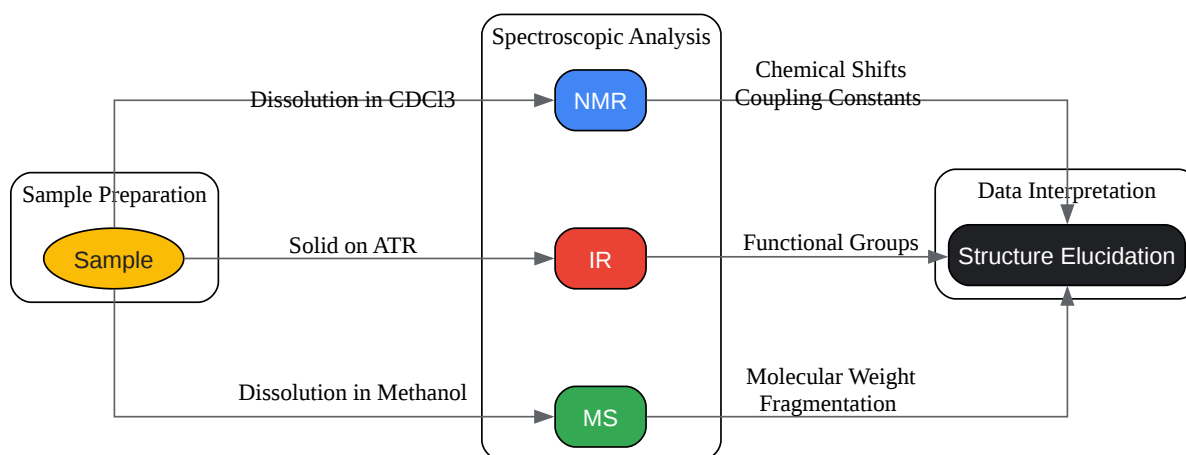 Sample Preparation
Sample
Dissolution in CDCl3
Solid on ATR
Dissolution in Methanol
Spectroscopic Analysis
NMR
IR
MS
Chemical Shifts
Coupling Constants
Functional Groups
Molecular Weight
Fragmentation
Data Interpretation
Structure Elucidation